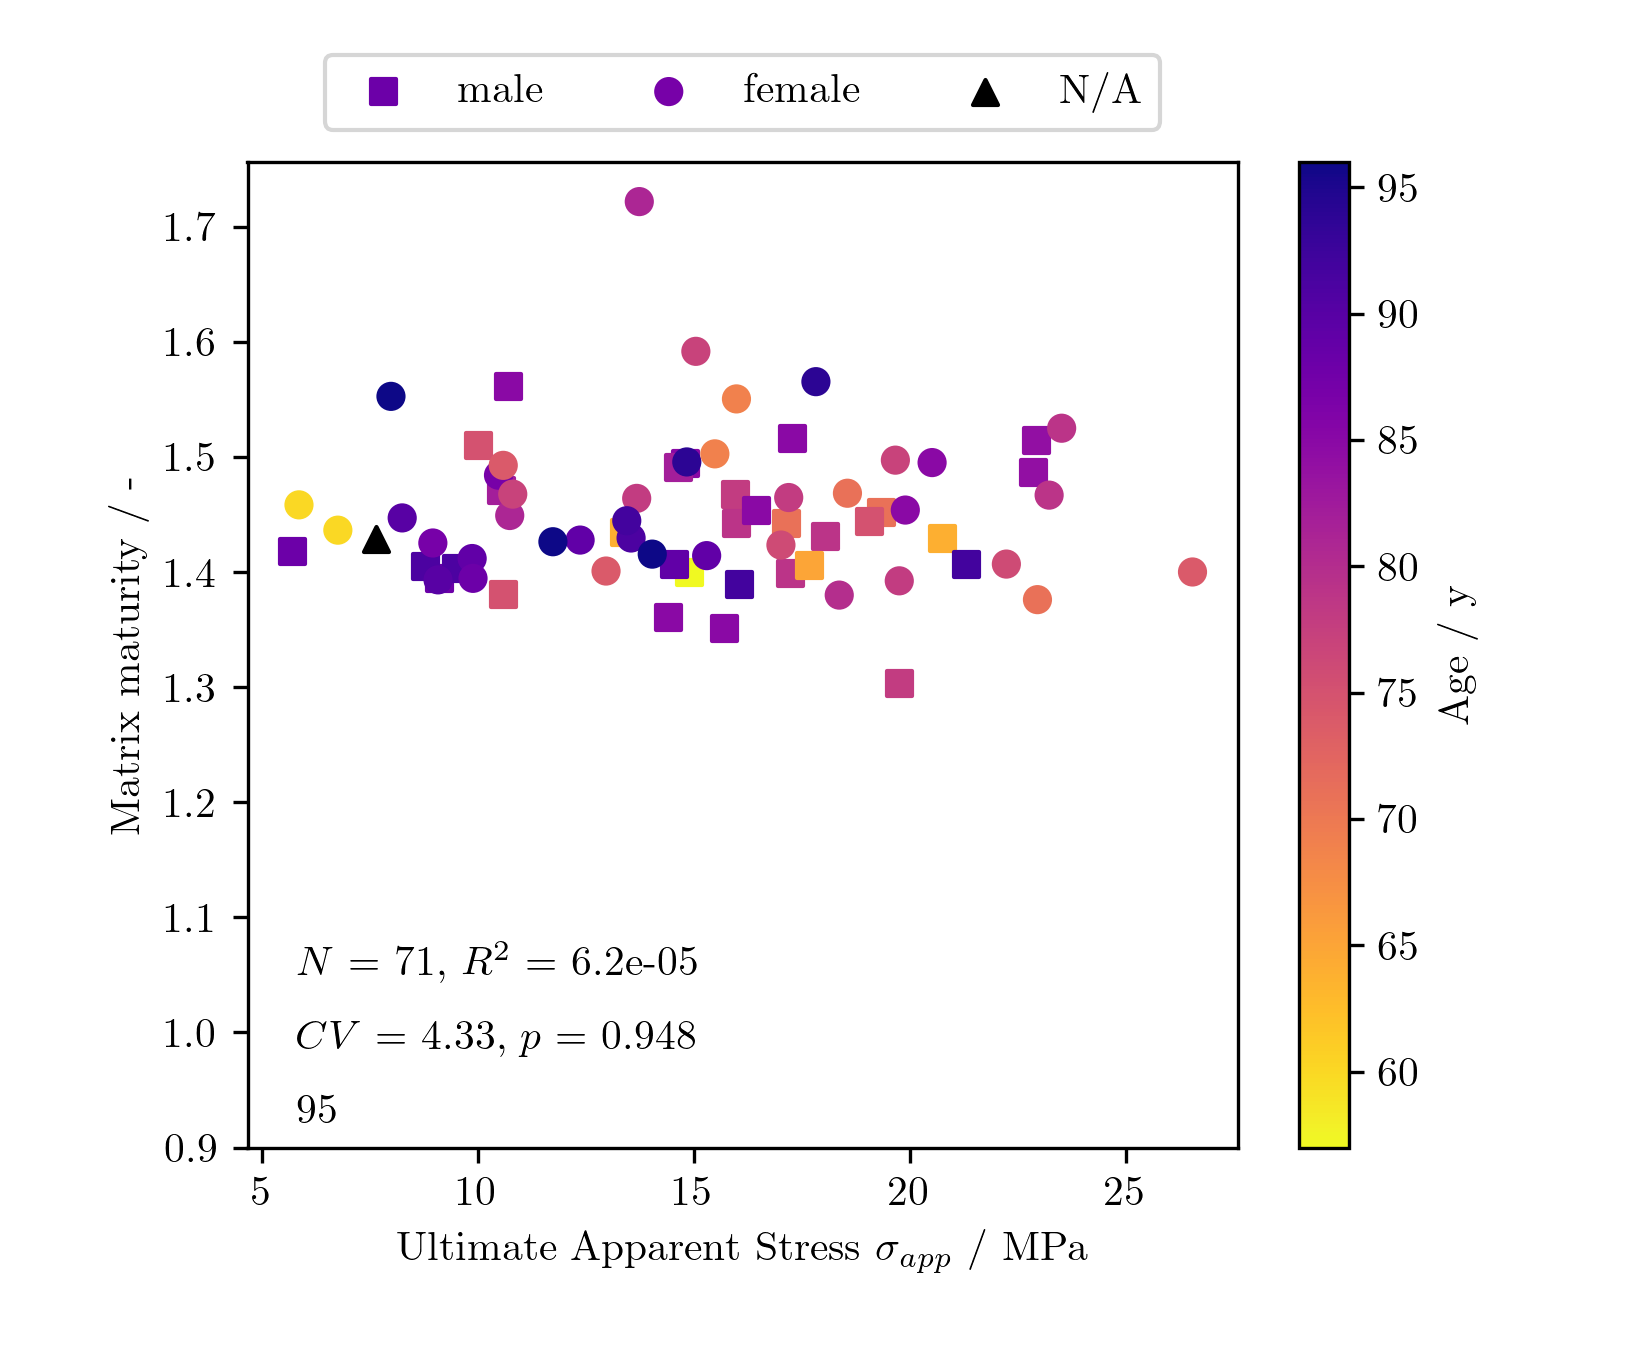 male female N/A
1.7
1.6
1.5
1.4
1.3
1.2
1.1
1.0
0.9
Matrix maturity / -
N = 71, R² = 6.2e-05
CV = 4.33, p = 0.948
95
5 10 15 20 25
Ultimate Apparent Stress σ_app / MPa
95
90
85
80
75
70
65
60
Age / y